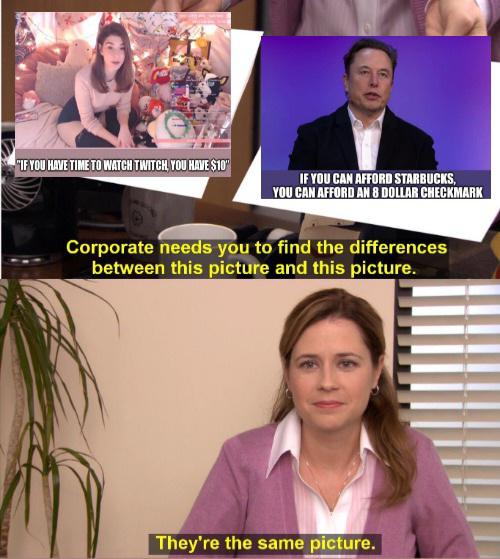 "IF YOU HAVE TIME TO WATCH TWITCH, YOU HAVE $10"
IF YOU CAN AFFORD STARBUCKS,
YOU CAN AFFORD AN 8 DOLLAR CHECKMARK
Corporate needs you to find the differences
between this picture and this picture.
They're the same picture.